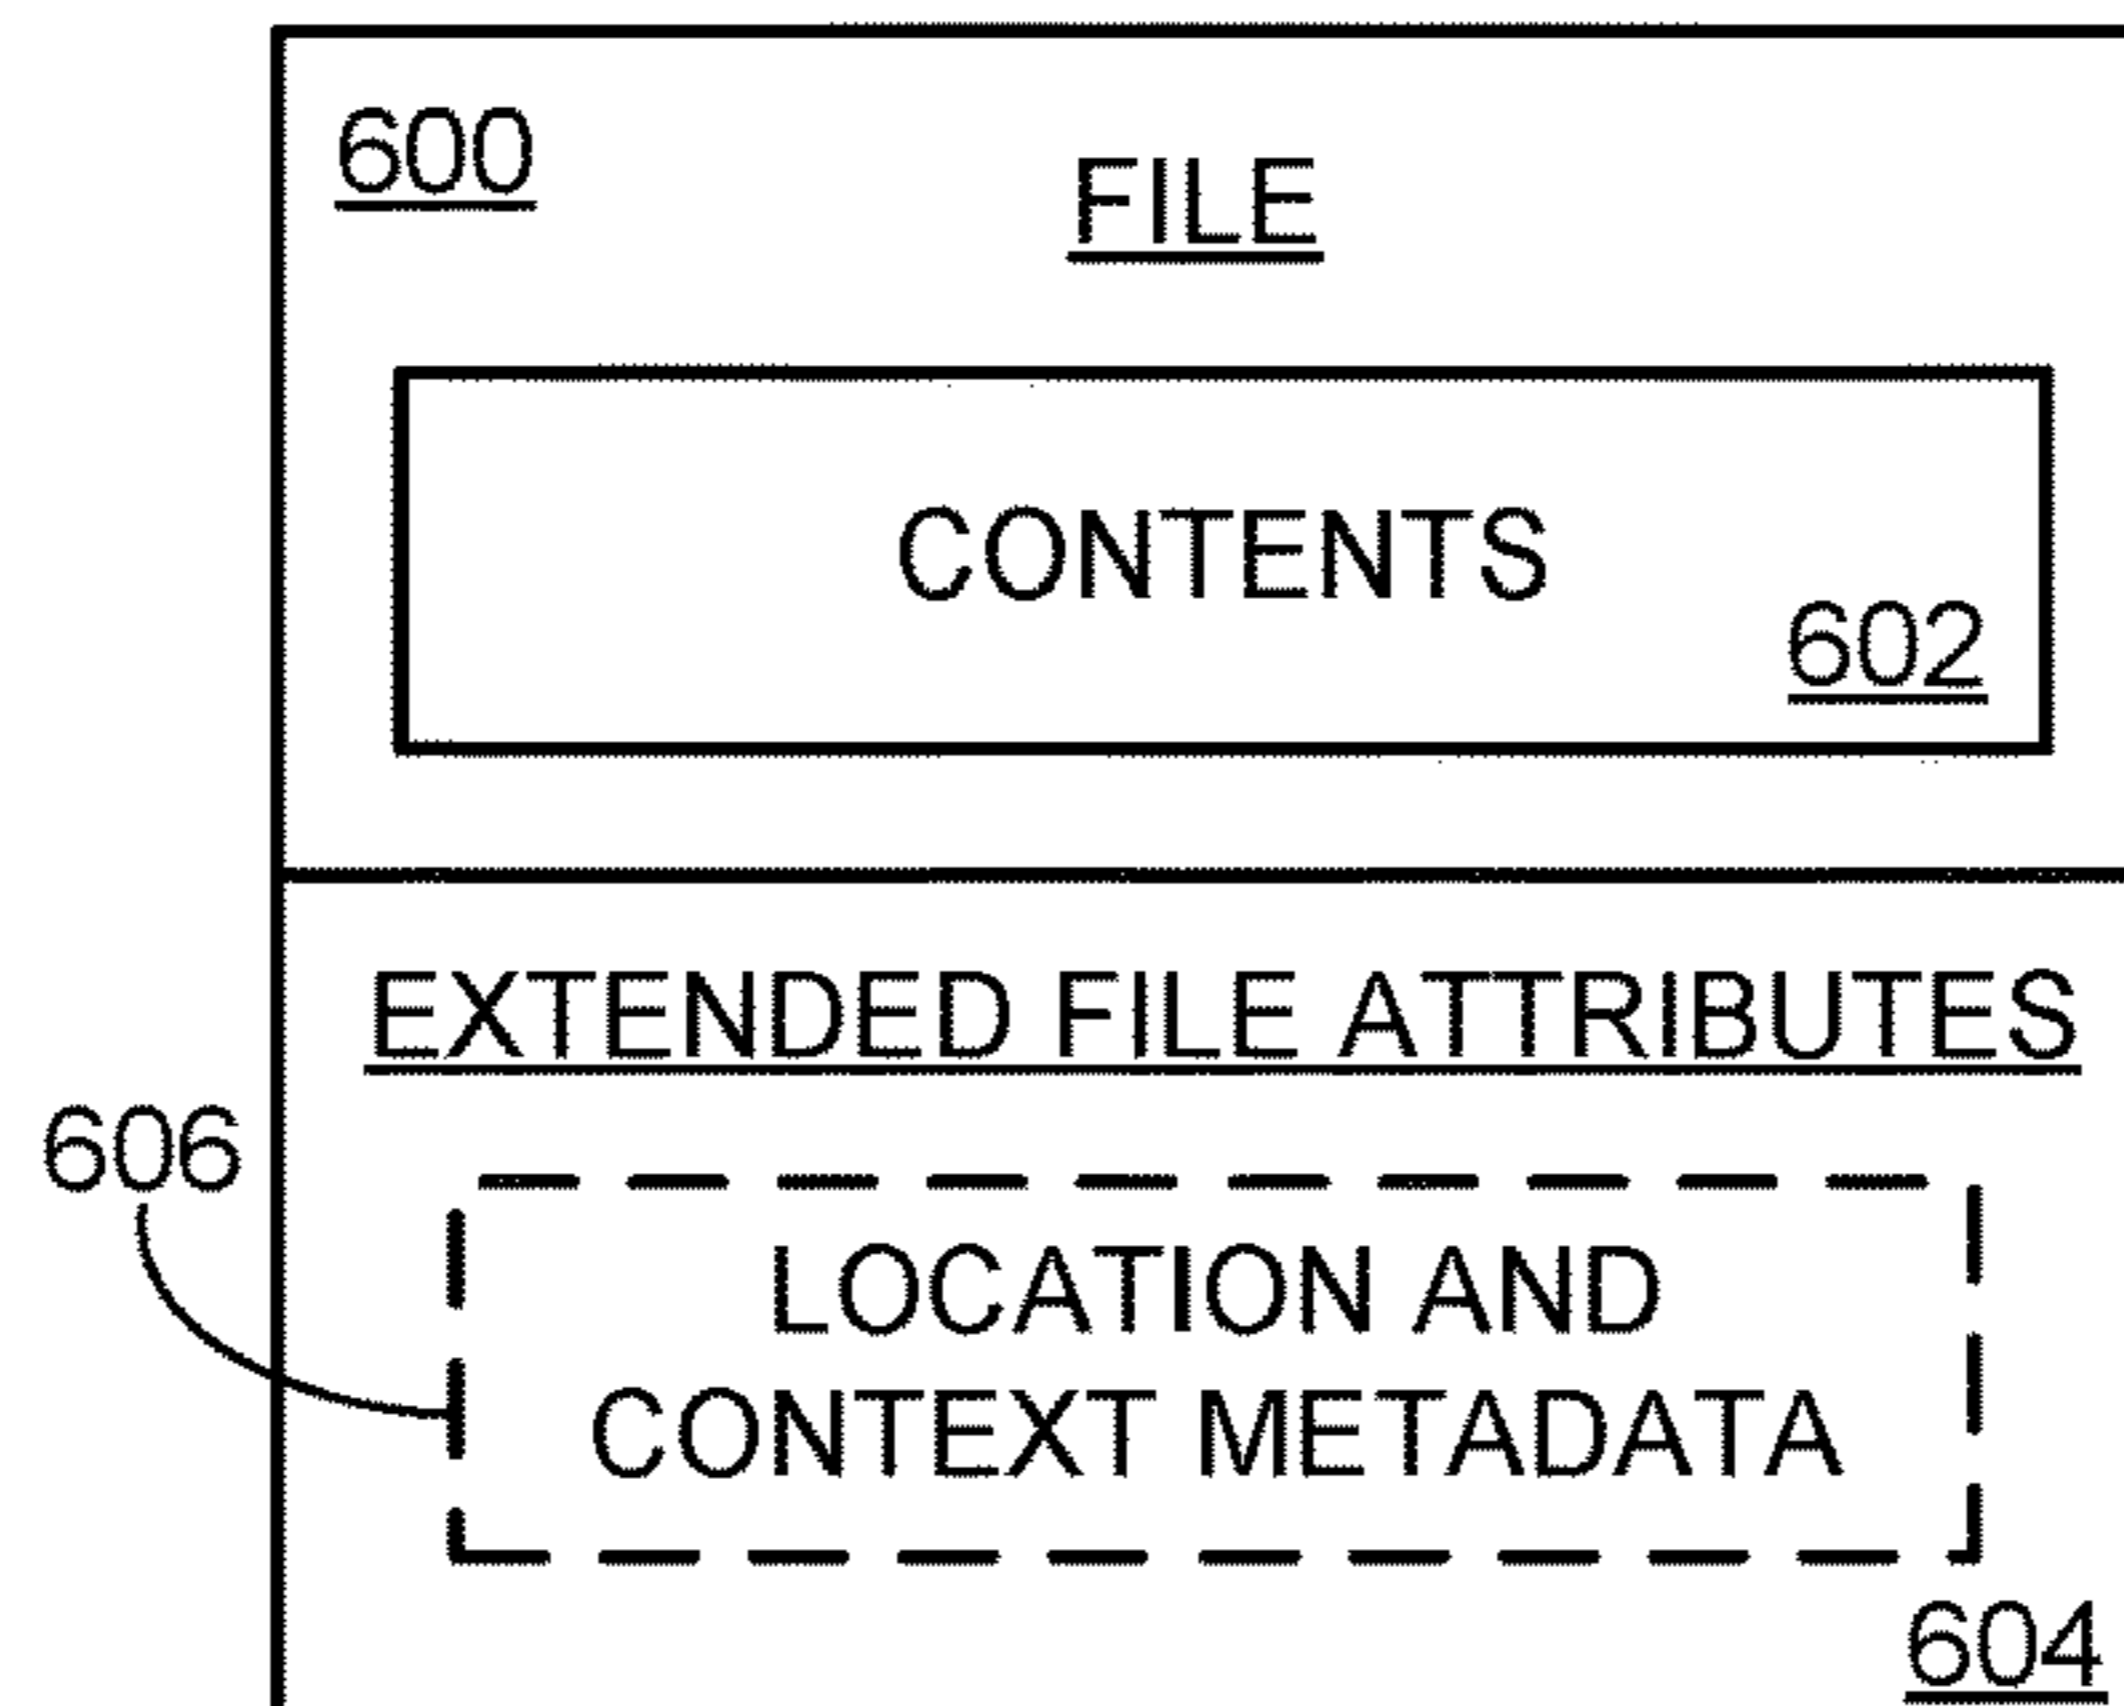 600
FILE
CONTENTS
602
EXTENDED FILE ATTRIBUTES
606
LOCATION AND
CONTEXT METADATA
604